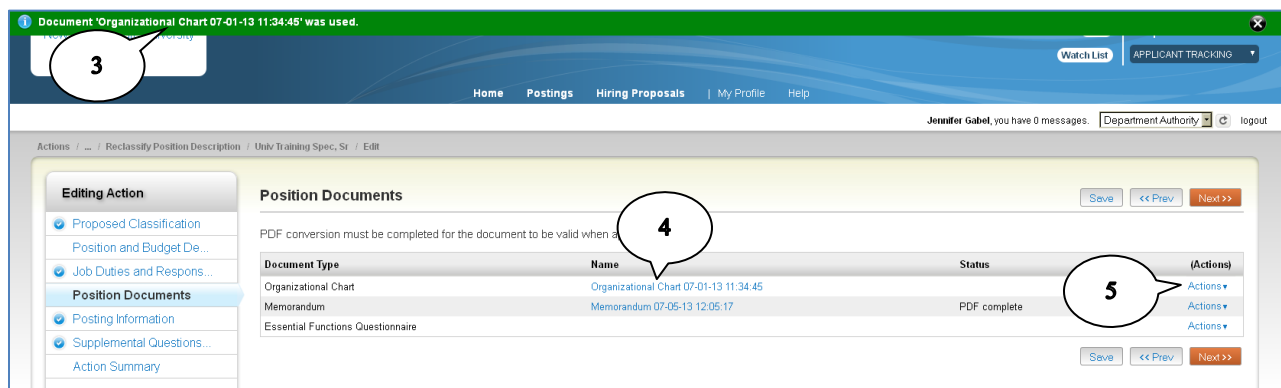 Document 'Organizational Chart 07-01-13 11:34:45' was used.
3
Watch List APPLICANT TRACKING
Home Postings Hiring Proposals | My Profile Help
Jennifer Gabel, you have 0 messages. Department Authority logout
Actions / ... / Reclassify Position Description / Univ Training Spec, Sr / Edit
Editing Action
Proposed Classification
Position and Budget De...
Job Duties and Respons...
Position Documents
Posting Information
Supplemental Questions...
Action Summary
Position Documents
Save << Prev Next >>
PDF conversion must be completed for the document to be valid when a
4
Document Type Name Status (Actions)
Organizational Chart Organizational Chart 07-01-13 11:34:45 Actions
5
Memorandum Memorandum 07-05-13 12:05:17 PDF complete Actions
Essential Functions Questionnaire Actions
Save << Prev Next >>